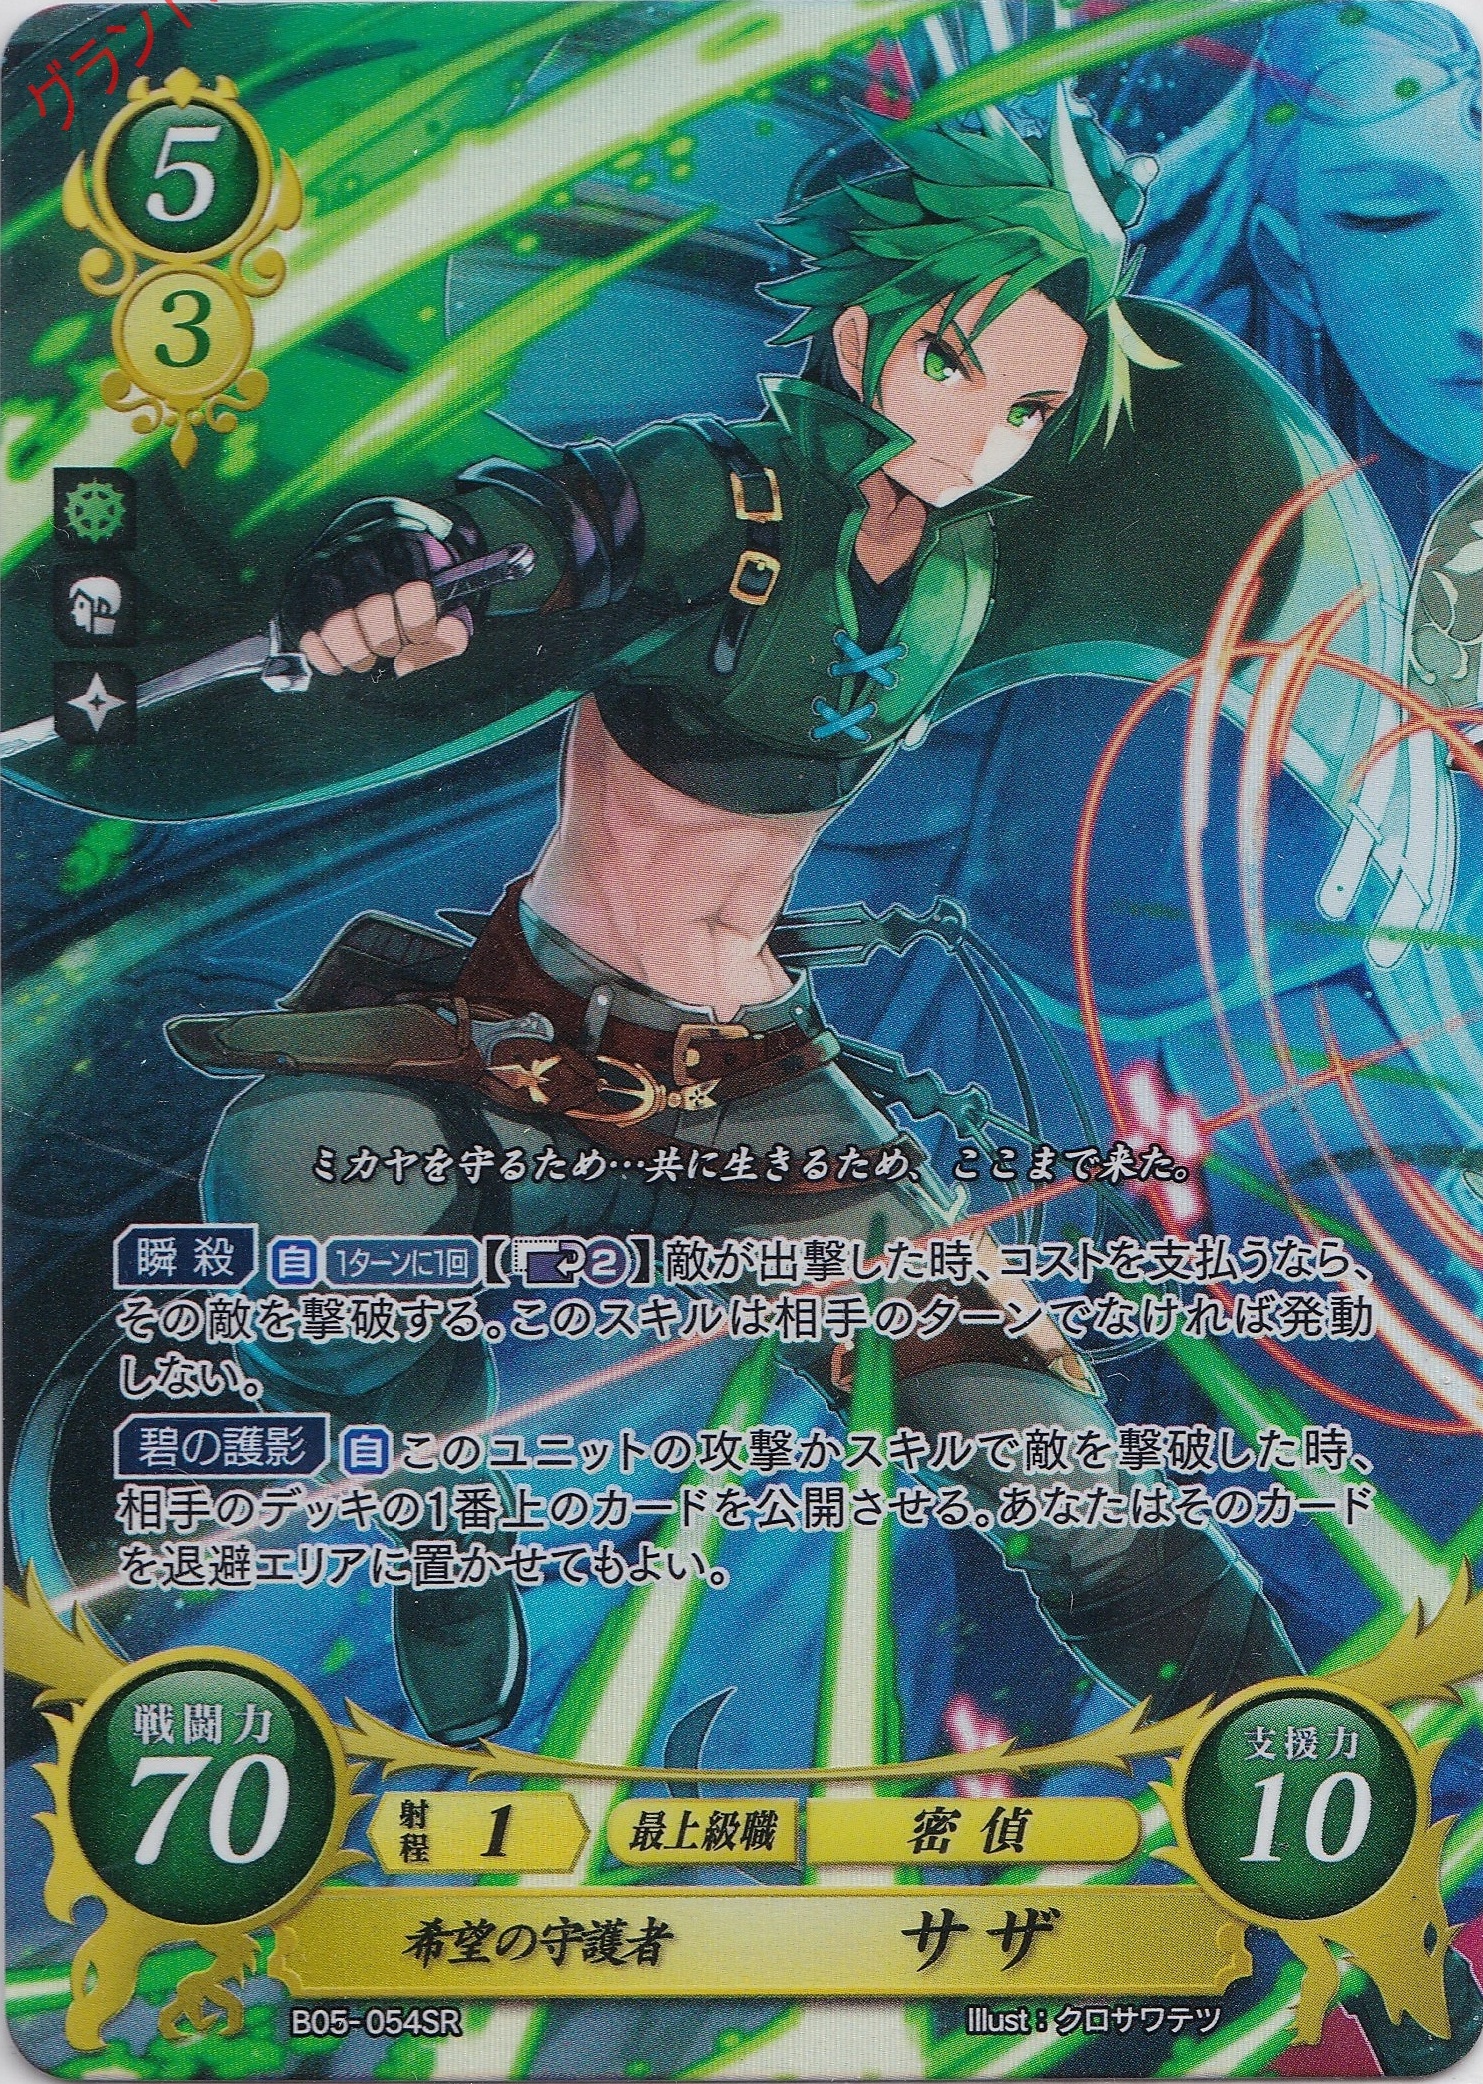 グラン
5
3
ミカヤを守るため…共に生きるため、ここまで来た。
瞬殺 自 1ターンに1回【2】敵が出撃した時、コストを支払うなら、
その敵を撃破する。このスキルは相手のターンでなければ発動
しない。
碧の護影 自 このユニットの攻撃かスキルで敵を撃破した時、
相手のデッキの1番上のカードを公開させる。あなたはそのカード
を退避エリアに置かせてもよい。
戦闘力
70
射程 1 最上級職 密偵
支援力
10
希望の守護者 サザ
B05-054SR Illust：クロサワテツ